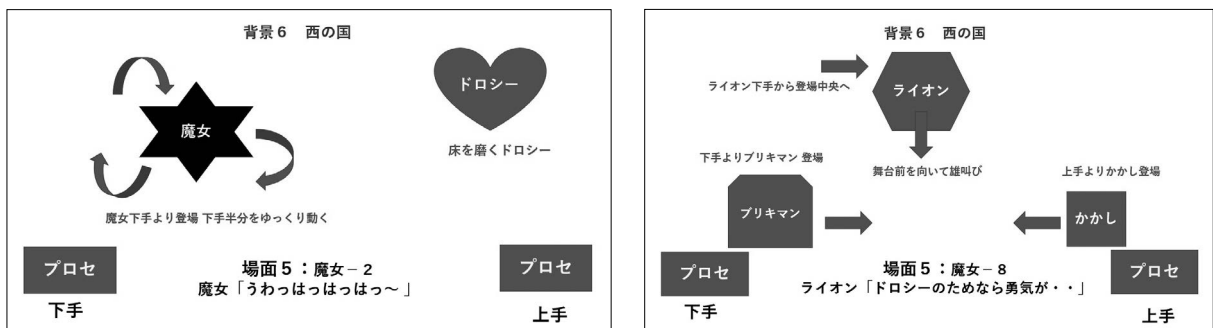 背景6 西の国
ドロシー
魔女
床を磨くドロシー
魔女下手より登場 下手半分をゆっくり動く
プロセ
プロセ
場面5：魔女－2
魔女「うわっはっはっはっ～」
下手
上手
背景6 西の国
ライオン下手から登場中央へ
ライオン
下手よりブリキマン 登場
舞台前を向いて雄叫び
上手よりかかし登場
ブリキマン
かかし
プロセ
プロセ
場面5：魔女－8
ライオン「ドロシーのためなら勇気が・・」
下手
上手